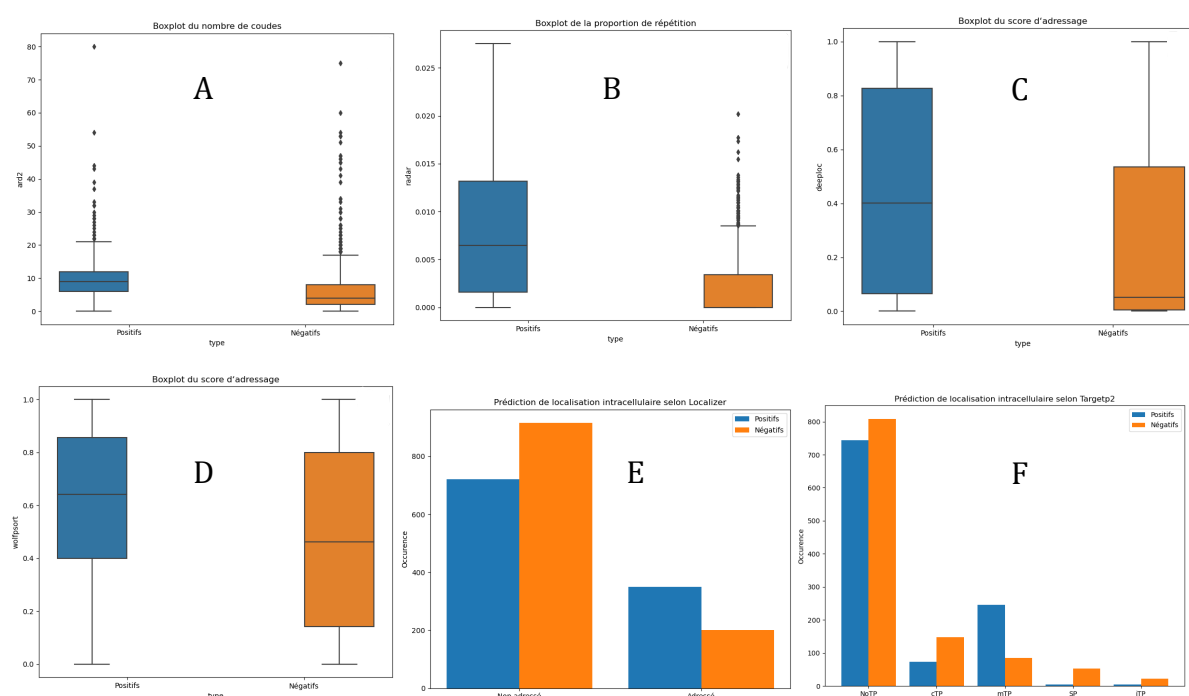 Boxplot du nombre de coudes
A
80
70
60
50
40
30
20
10
0
ard2
Positifs
Négatifs
type
Boxplot de la proportion de répétition
B
0.025
0.020
0.015
0.010
0.005
0.000
radar
Positifs
Négatifs
type
Boxplot du score d'adressage
C
1.0
0.8
0.6
0.4
0.2
0.0
deeploc
Positifs
Négatifs
type
Boxplot du score d'adressage
D
1.0
0.8
0.6
0.4
0.2
0.0
wolfpsort
Positifs
Négatifs
type
Prédiction de localisation intracellulaire selon Localizer
Positifs
Négatifs
E
800
600
400
200
0
Occurence
Non adressé
Adressé
Prédiction de localisation intracellulaire selon Targetp2
Positifs
Négatifs
F
800
700
600
500
400
300
200
100
0
Occurence
NoTP
cTP
mTP
SP
lTP